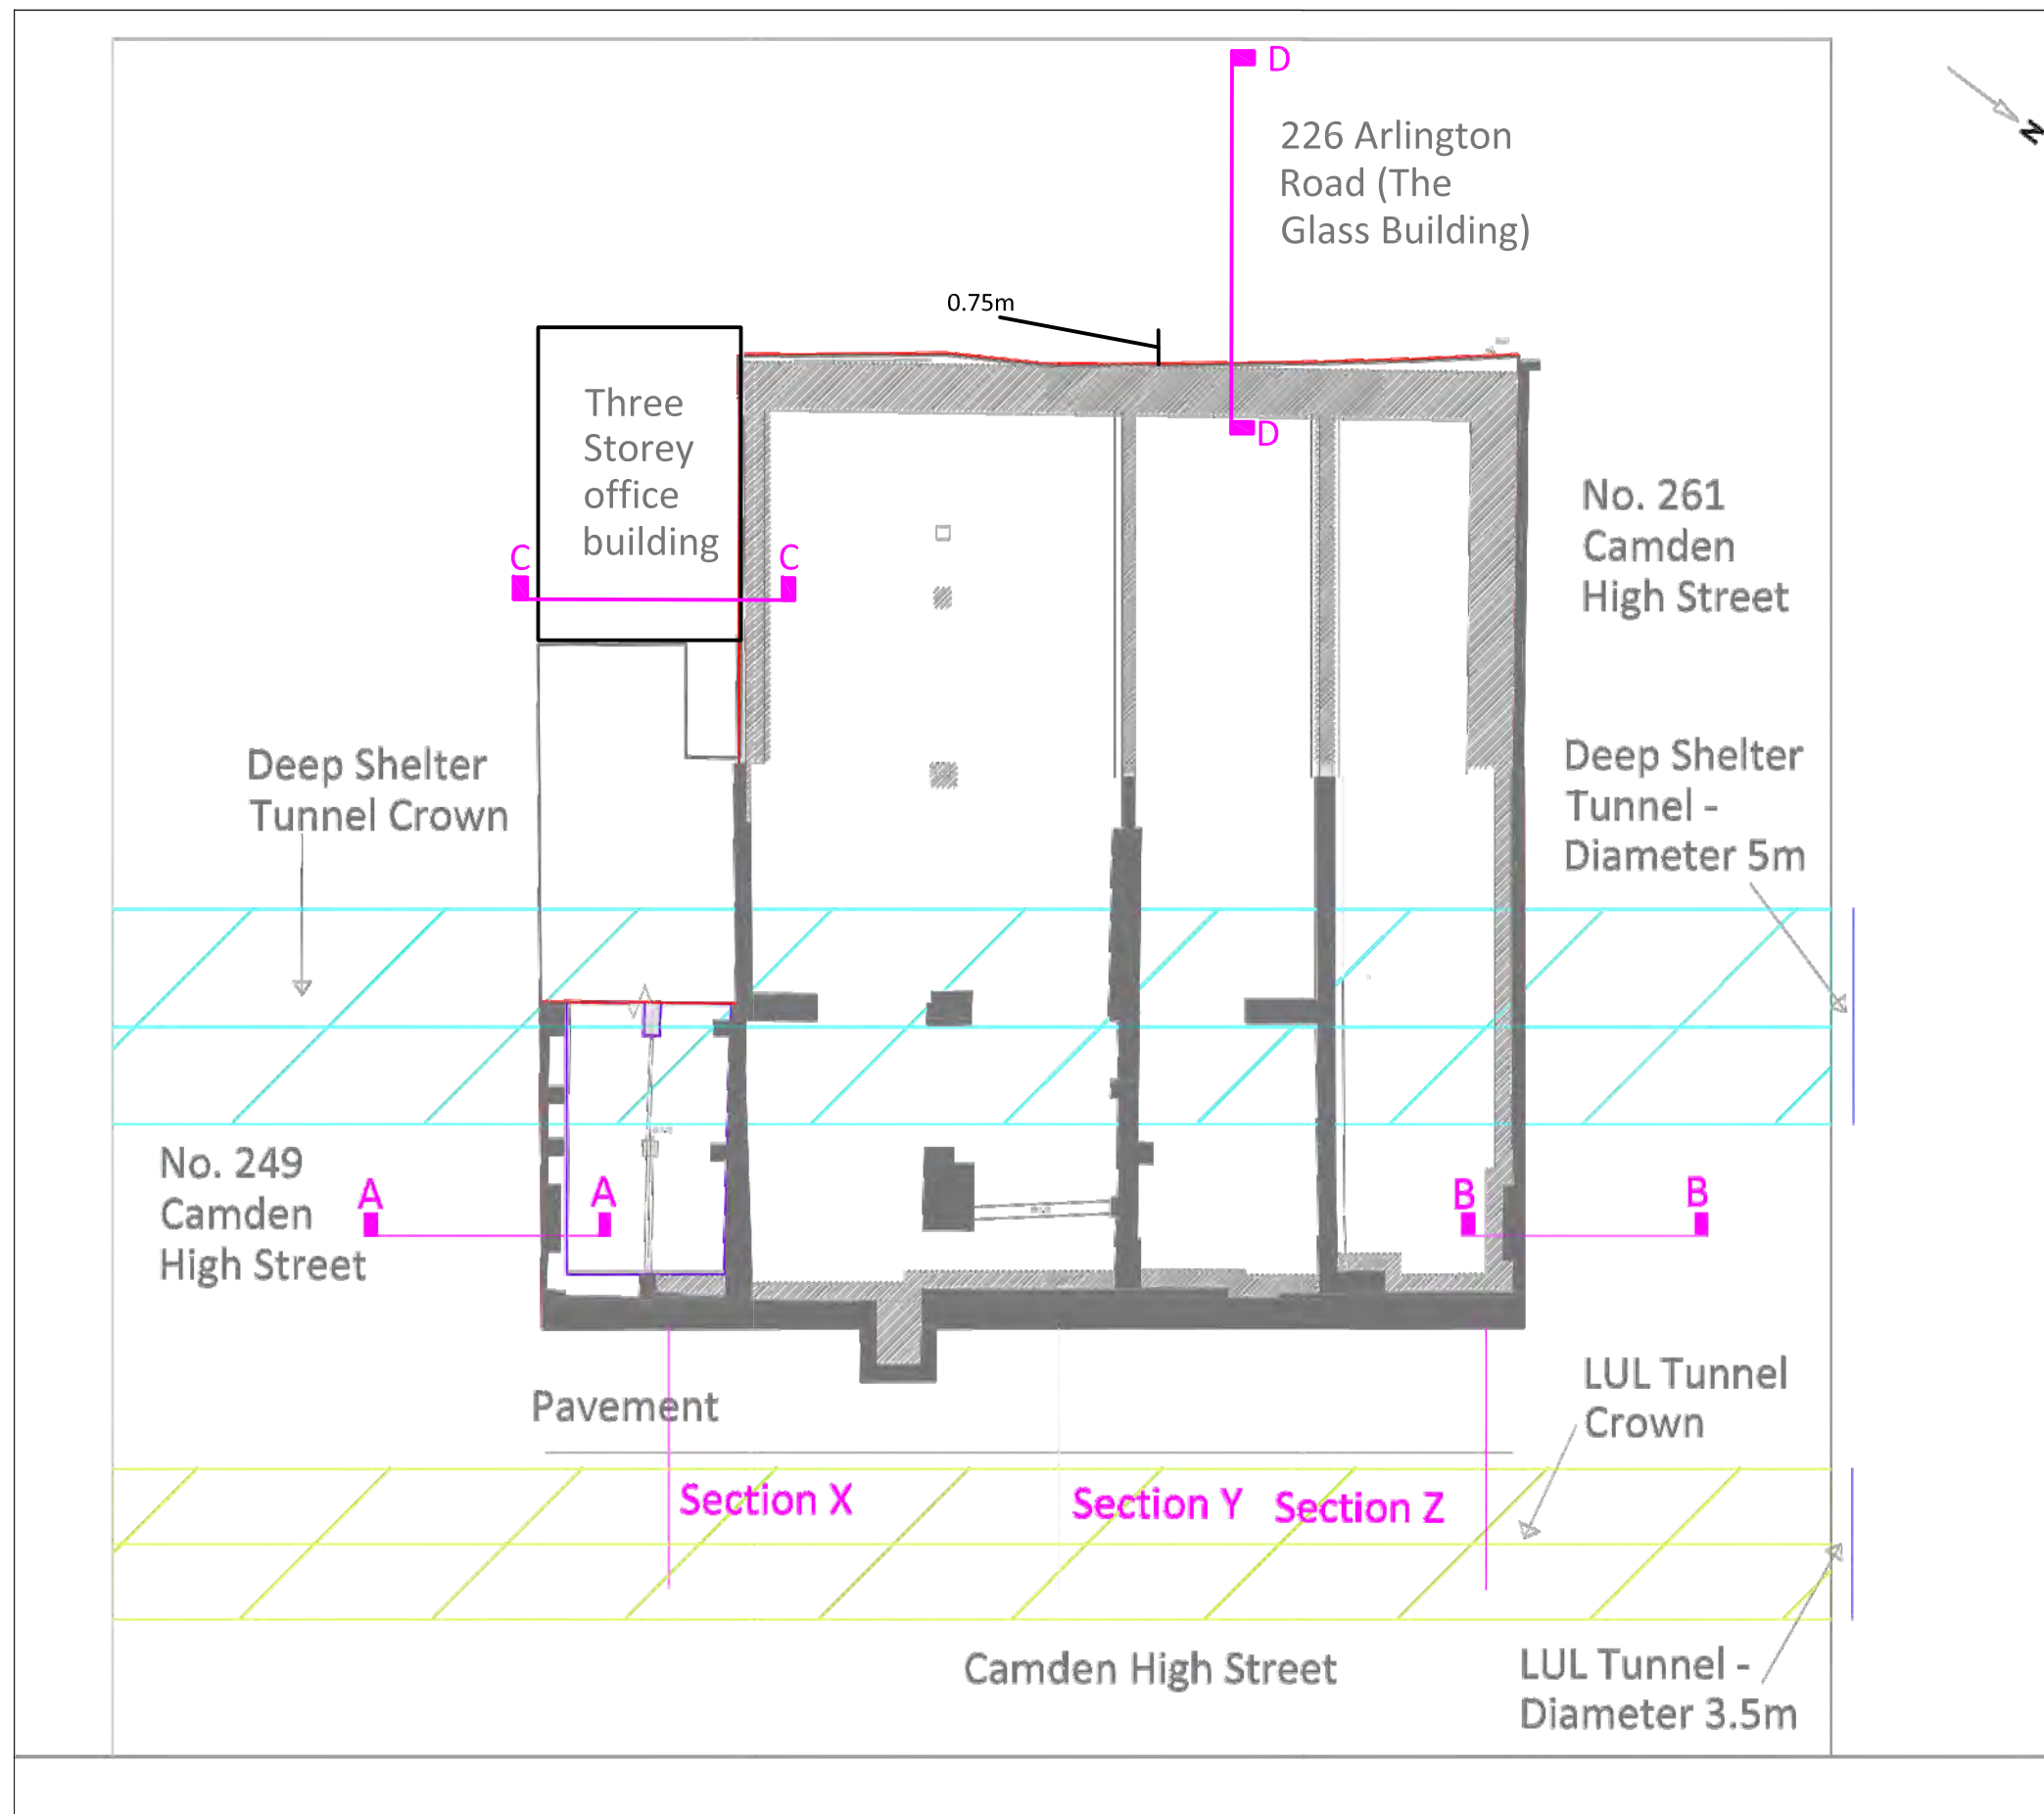 D
226 Arlington
Road (The
Glass Building)
N
0.75m
D
Three
Storey
office
building
C
C
No. 261
Camden
High Street
Deep Shelter
Tunnel Crown
Deep Shelter
Tunnel -
Diameter 5m
No. 249
Camden
High Street
A
A
B
B
Pavement
LUL Tunnel
Crown
Section X
Section Y
Section Z
Camden High Street
LUL Tunnel -
Diameter 3.5m